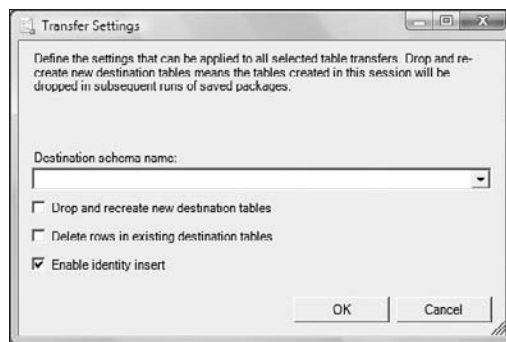 Transfer Settings
Define the settings that can be applied to all selected table transfers. Drop and re-
create new destination tables means the tables created in this session will be
dropped in subsequent runs of saved packages.
Destination schema name:
Drop and recreate new destination tables
Delete rows in existing destination tables
Enable identity insert
OK Cancel